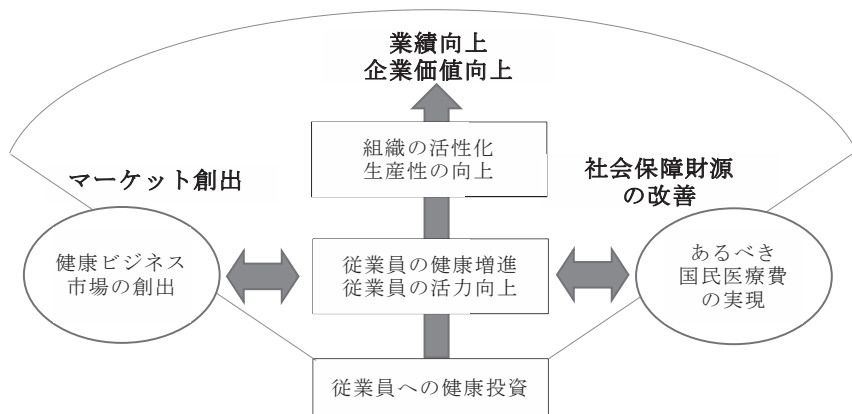 業績向上
企業価値向上
組織の活性化
生産性の向上
マーケット創出
社会保障財源
の改善
健康ビジネス
市場の創出
従業員の健康増進
従業員の活力向上
あるべき
国民医療費
の実現
従業員への健康投資